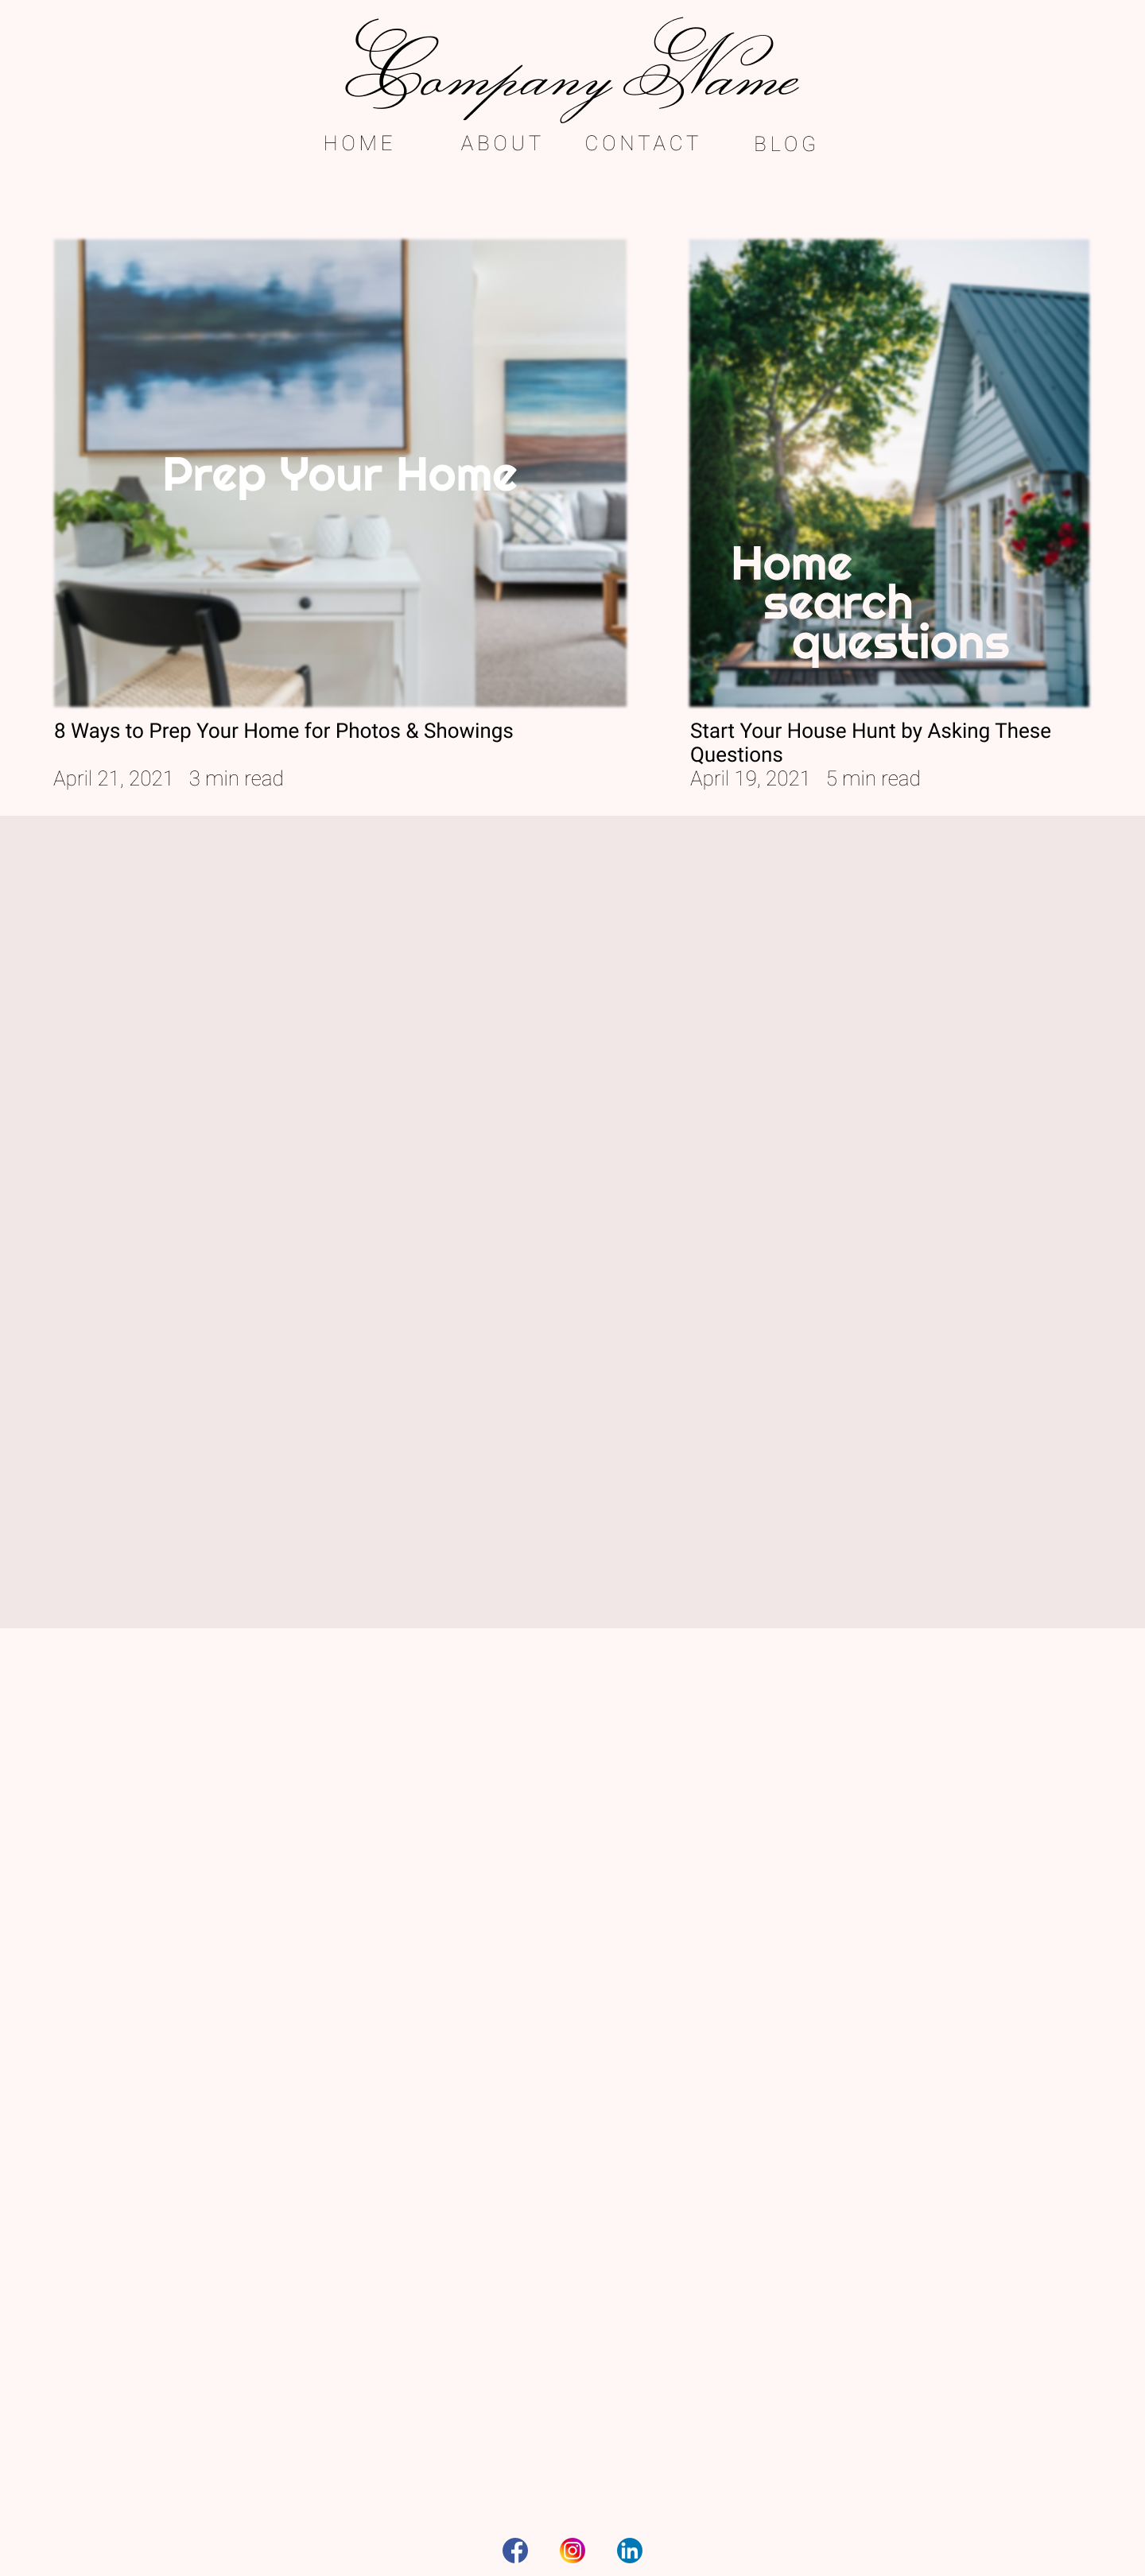 Company Name
HOME ABOUT CONTACT BLOG
Prep Your Home
8 Ways to Prep Your Home for Photos & Showings
April 21, 2021 3 min read
Home
search
questions
Start Your House Hunt by Asking These
Questions
April 19, 2021 5 min read